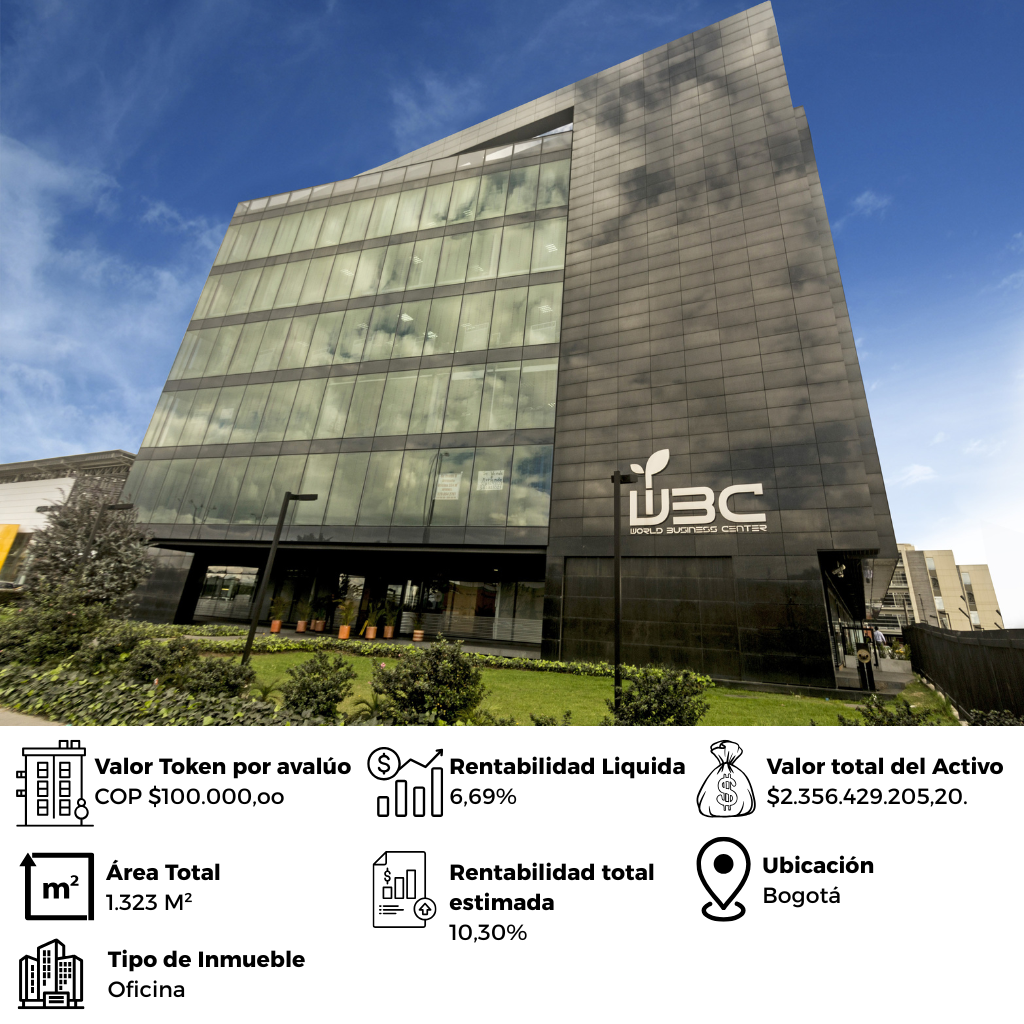 WBC
WORLD BUSINESS CENTER
Valor Token por avalúo
COP $100.000,oo
Rentabilidad Liquida
6,69%
Valor total del Activo
$2.356.429.205,20.
m²
Área Total
1.323 M²
Rentabilidad total
estimada
10,30%
Ubicación
Bogotá
Tipo de Inmueble
Oficina